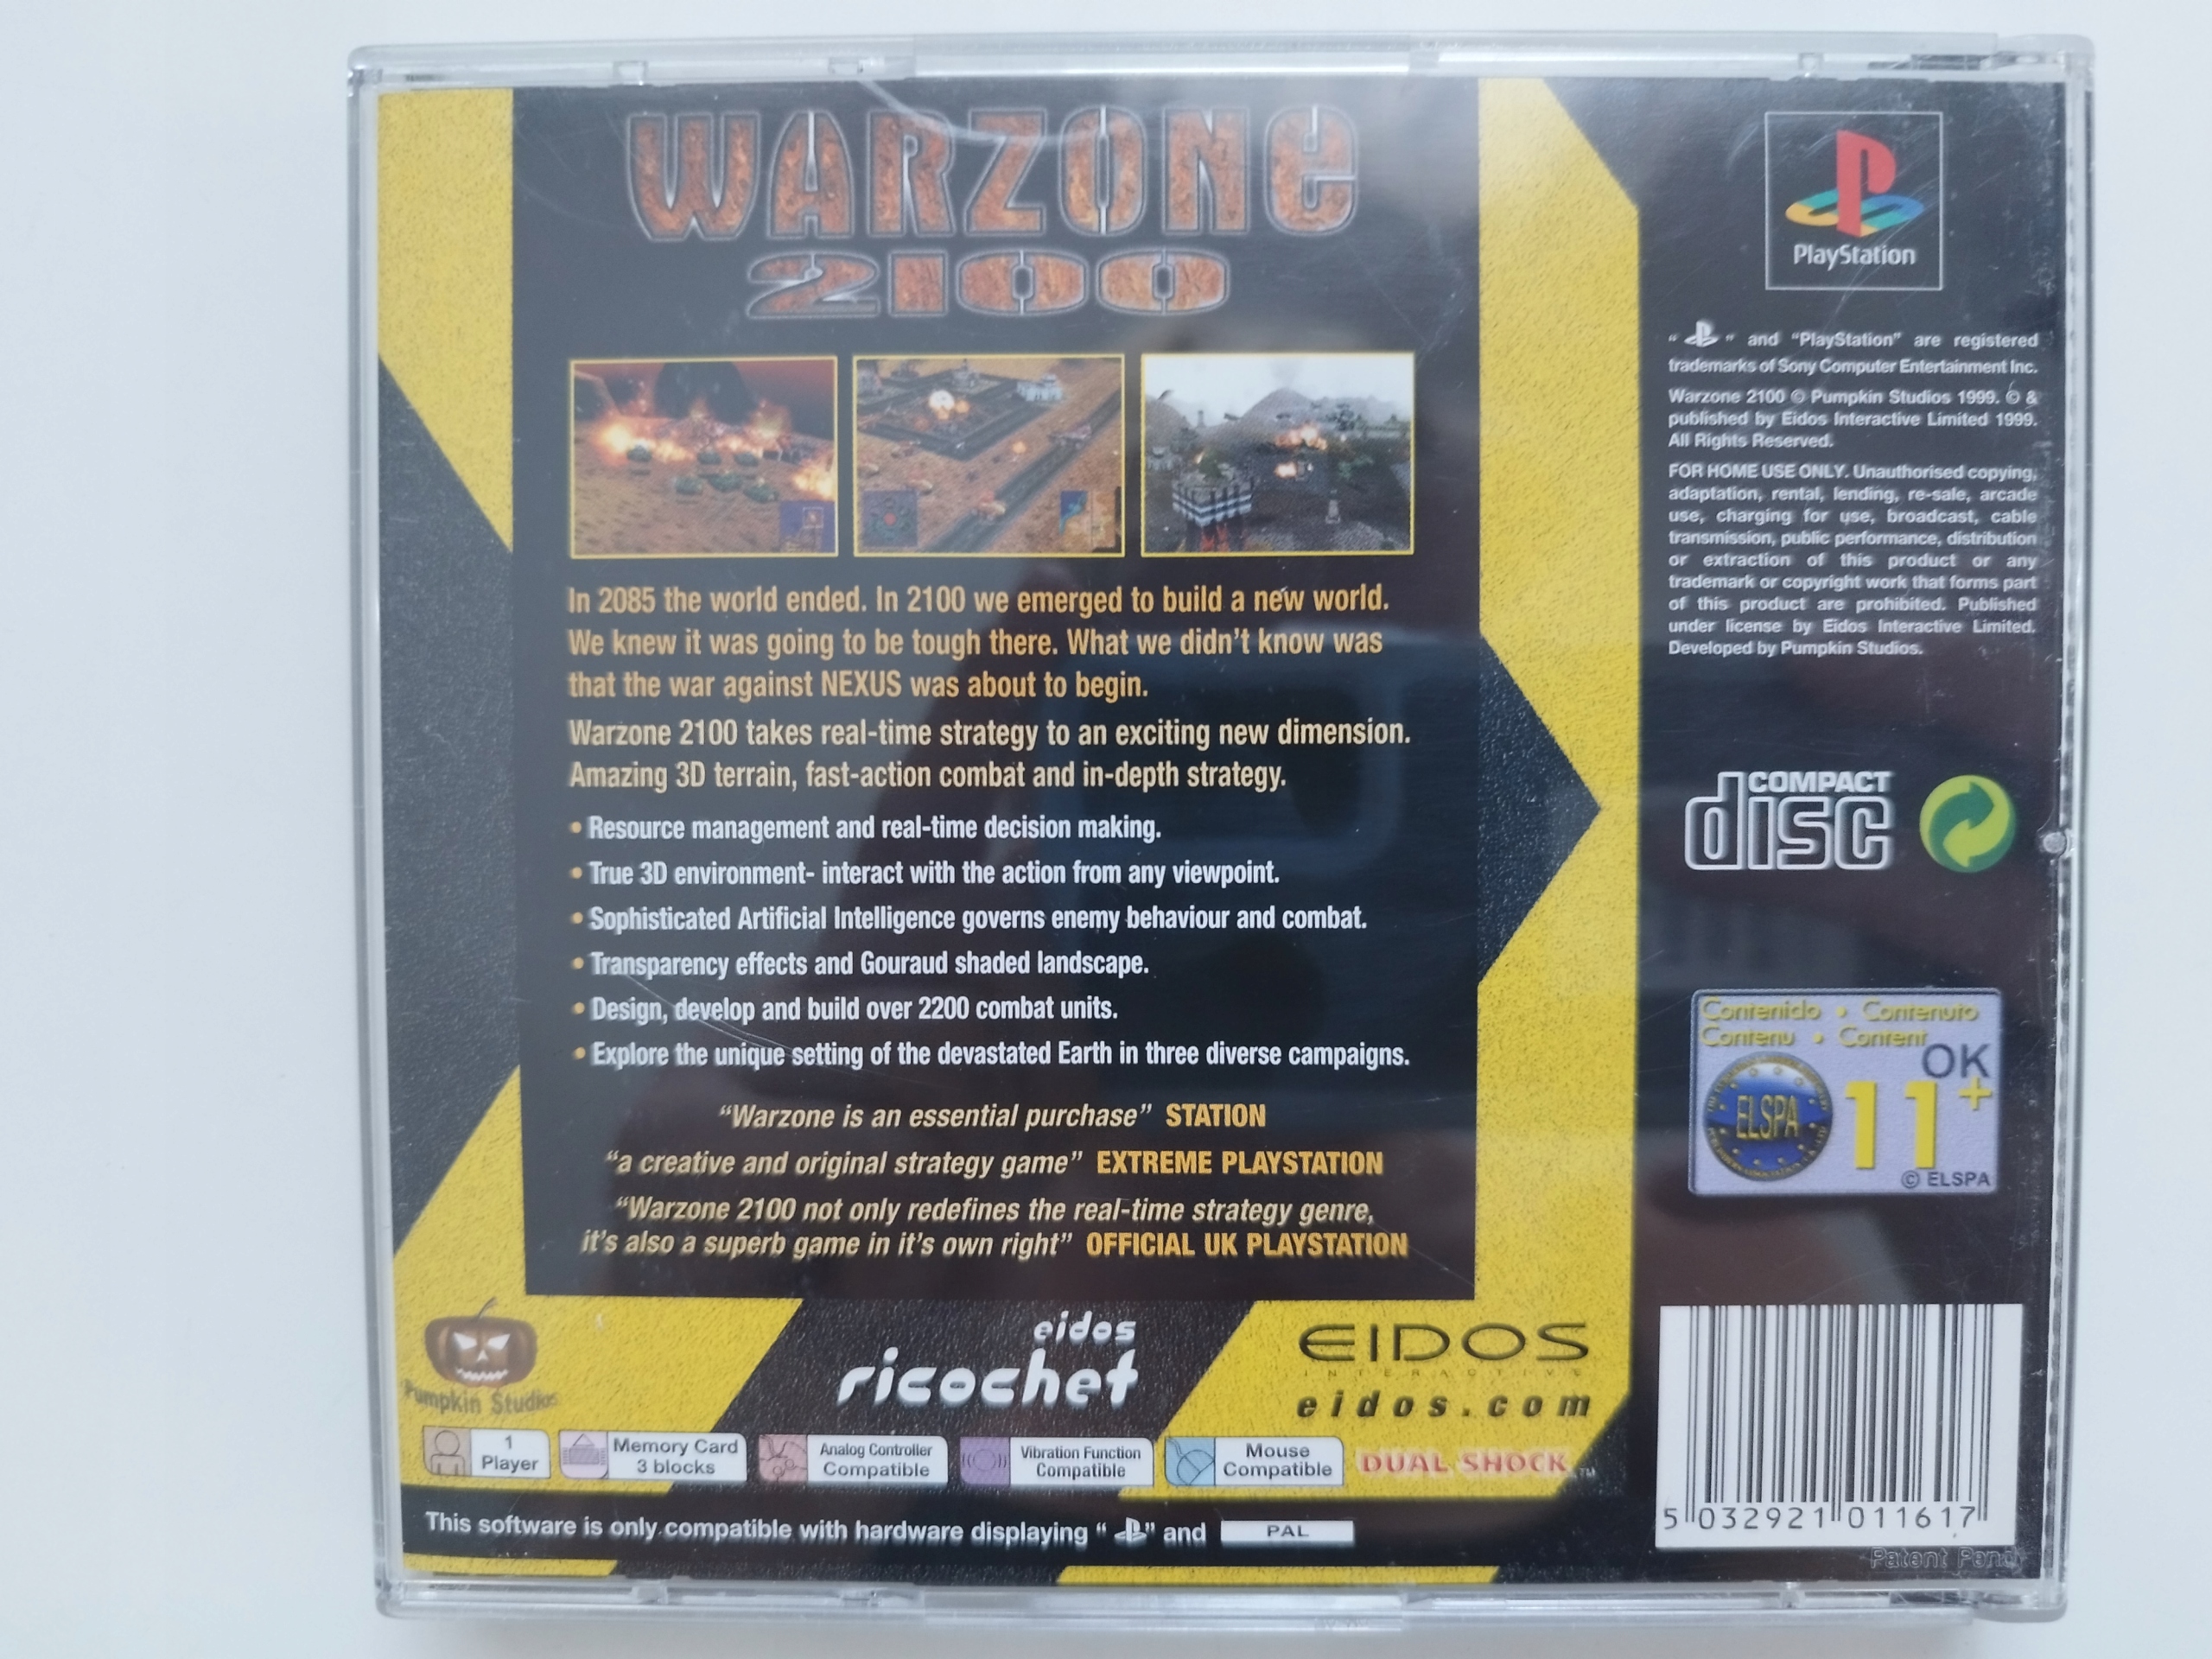 WARZONE
2100
In 2085 the world ended. In 2100 we emerged to build a new world.
We knew it was going to be tough there. What we didn't know was
that the war against NEXUS was about to begin.
Warzone 2100 takes real-time strategy to an exciting new dimension.
Amazing 3D terrain, fast-action combat and in-depth strategy.
• Resource management and real-time decision making.
• True 3D environment- interact with the action from any viewpoint.
• Sophisticated Artificial Intelligence governs enemy behaviour and combat.
• Transparency effects and Gouraud shaded landscape.
• Design, develop and build over 2200 combat units.
• Explore the unique setting of the devastated Earth in three diverse campaigns.
“Warzone is an essential purchase” STATION
“a creative and original strategy game” EXTREME PLAYSTATION
“Warzone 2100 not only redefines the real-time strategy genre,
it's also a superb game in it's own right” OFFICIAL UK PLAYSTATION
Pumpkin Studios
eidos
ricochet
EIDOS
INTERACTIVE
eidos.com
1
Player
Memory Card
3 blocks
Analog Controller
Compatible
Vibration Function
Compatible
Mouse
Compatible
DUAL SHOCK™
This software is only compatible with hardware displaying “ ” and PAL
PlayStation
“ ” and “PlayStation” are registered
trademarks of Sony Computer Entertainment Inc.
Warzone 2100 © Pumpkin Studios 1999. © &
published by Eidos Interactive Limited 1999.
All Rights Reserved.
FOR HOME USE ONLY. Unauthorised copying,
adaptation, rental, lending, re-sale, arcade
use, charging for use, broadcast, cable
transmission, public performance, distribution
or extraction of this product or any
trademark or copyright work that forms part
of this product are prohibited. Published
under license by Eidos Interactive Limited.
Developed by Pumpkin Studios.
COMPACT
disc
Contenido • Contenuto
Contenu • Content
OK
ELSPA
11+
© ELSPA
5 032921 011617
Patent Pend